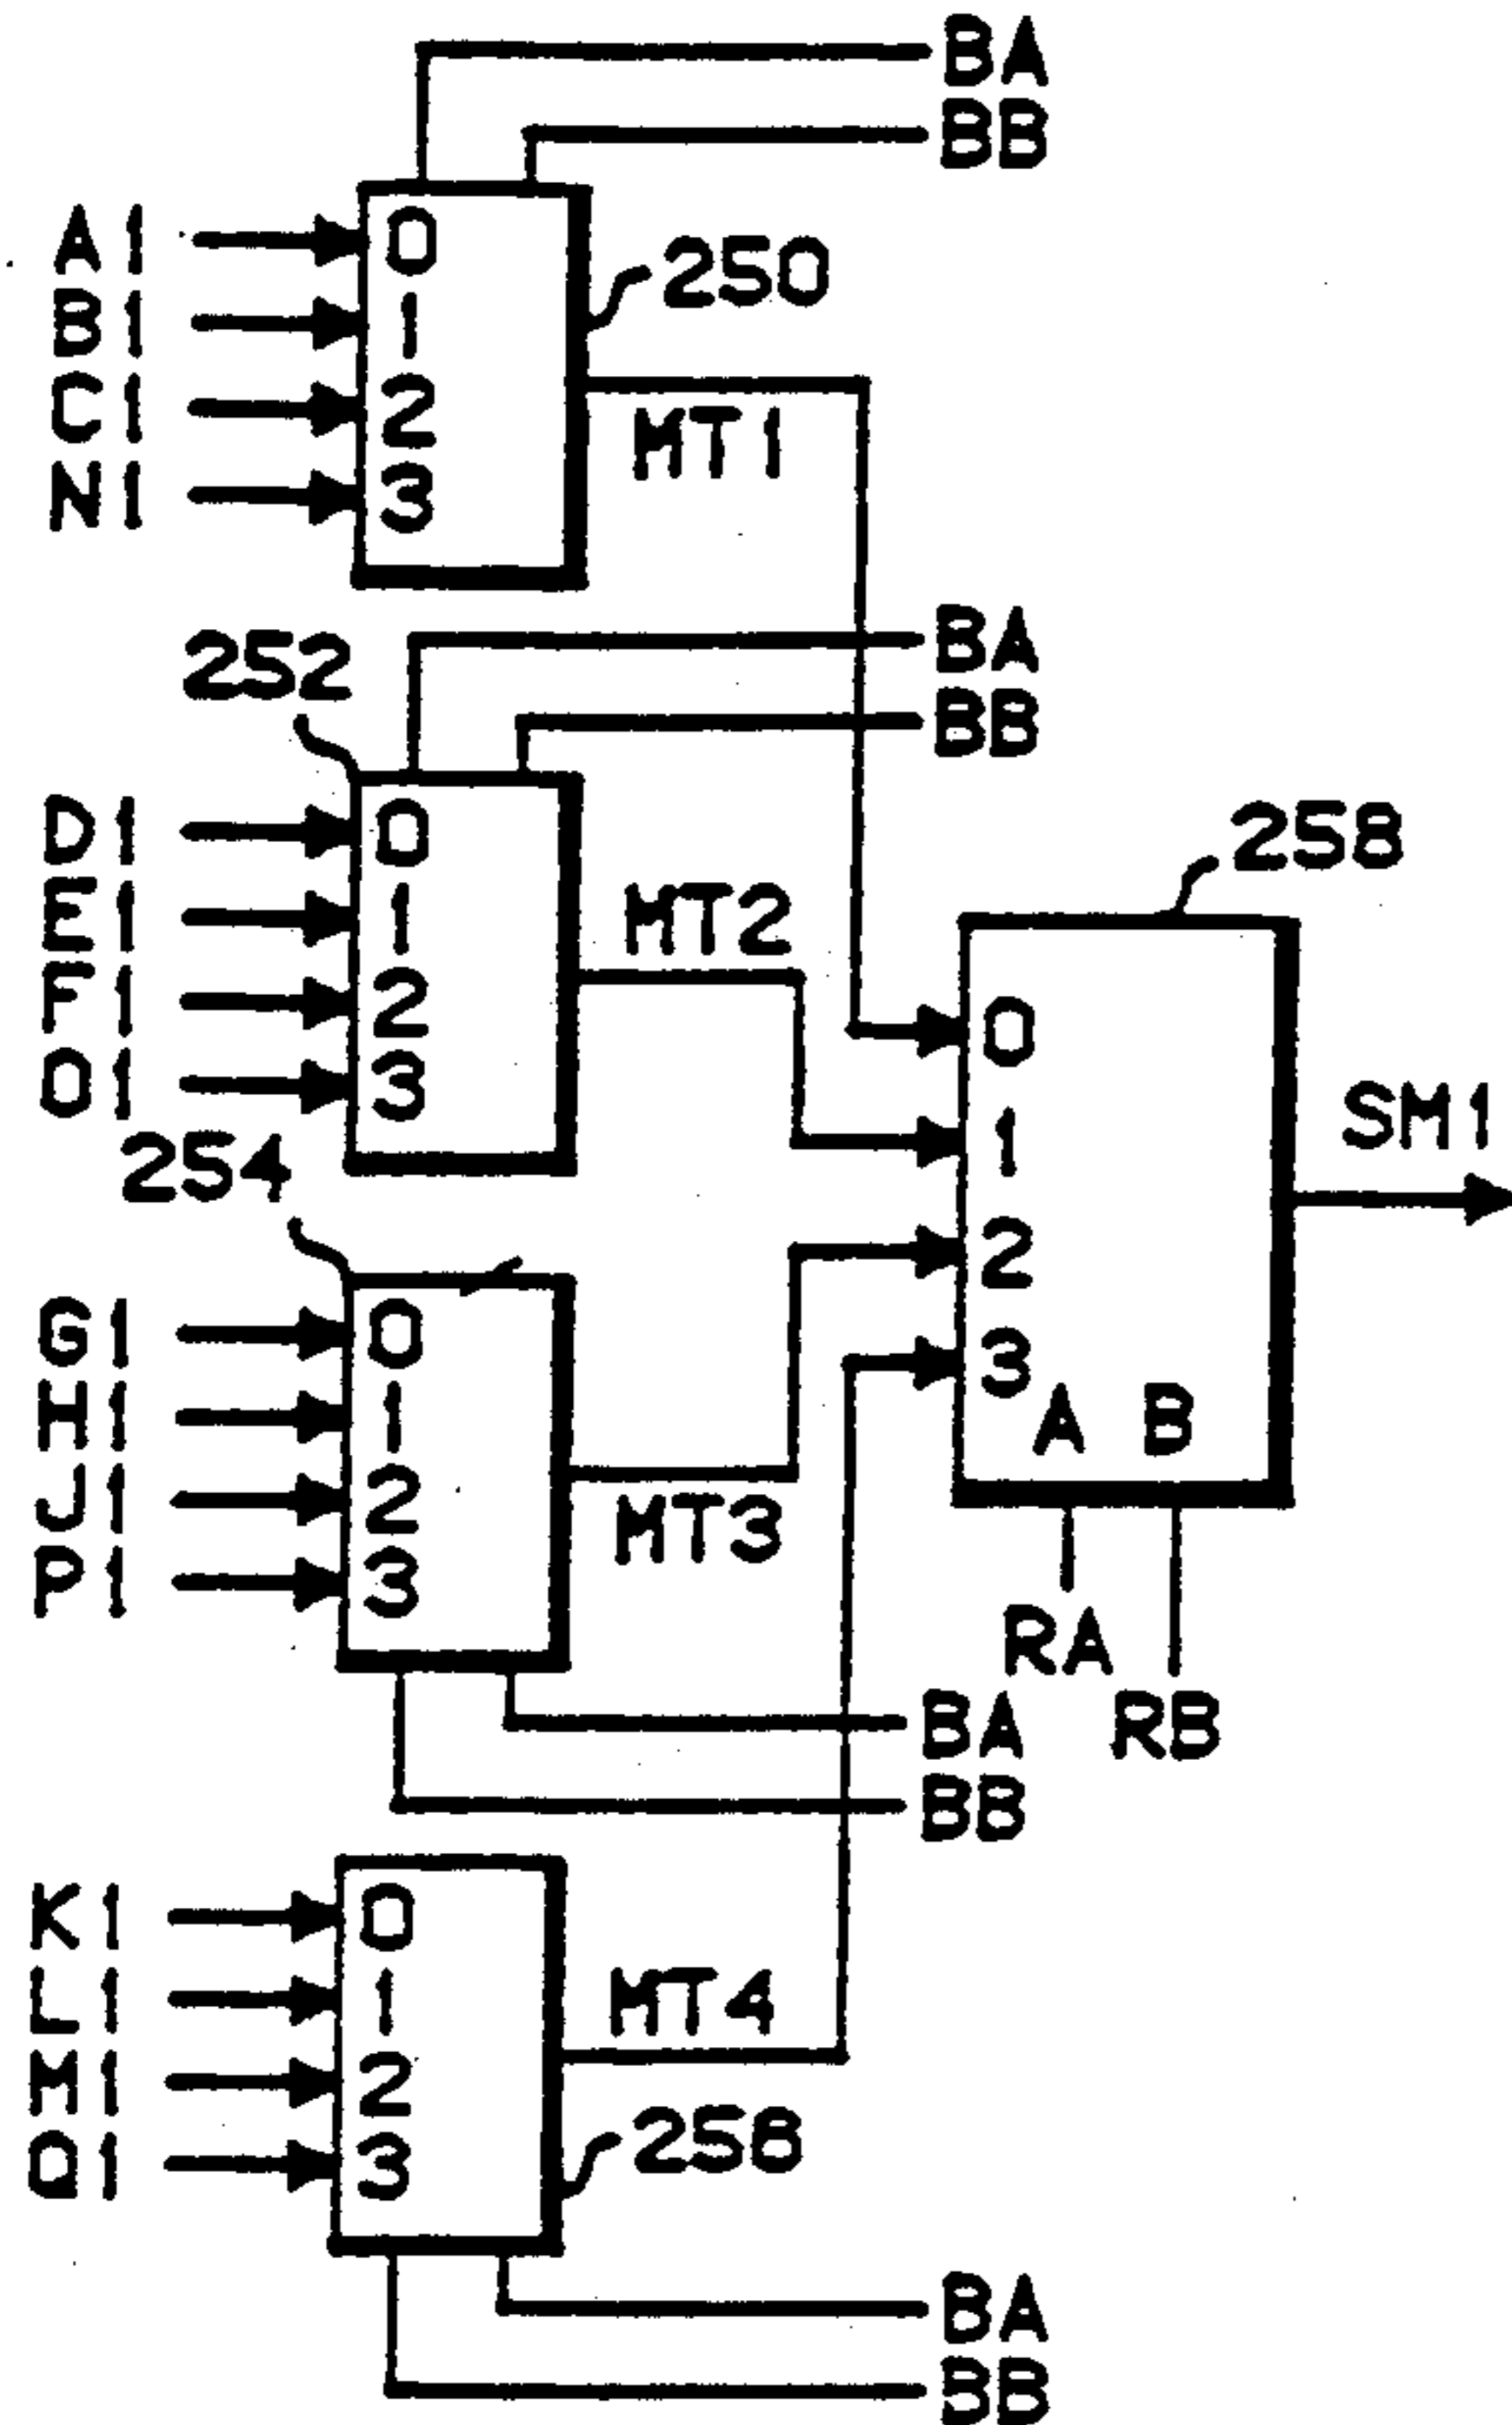 BA
BB
A1 0
250
B1 1
C1 2
MT1
N1 3
BA
252
BB
D1 0
258
E1 1
MT2
F1 2
0
O1 3
SM1
1
254
2
G1 0
3
H1 1
A B
J1 2
MT3
P1 3
RA
BA RB
BB
K1 0
L1 1
MT4
M1 2
258
Q1 3
BA
BB